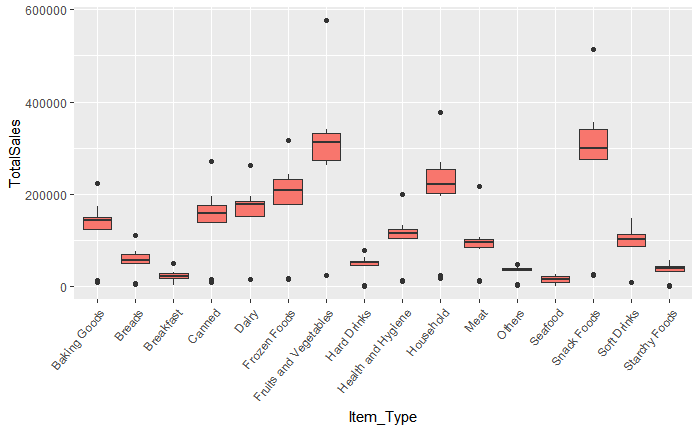 TotalSales
600000
400000
200000
0
Baking Goods
Breads
Breakfast
Canned
Dairy
Frozen Foods
Fruits and Vegetables
Hard Drinks
Health and Hygiene
Household
Meat
Others
Seafood
Snack Foods
Soft Drinks
Starchy Foods
Item_Type